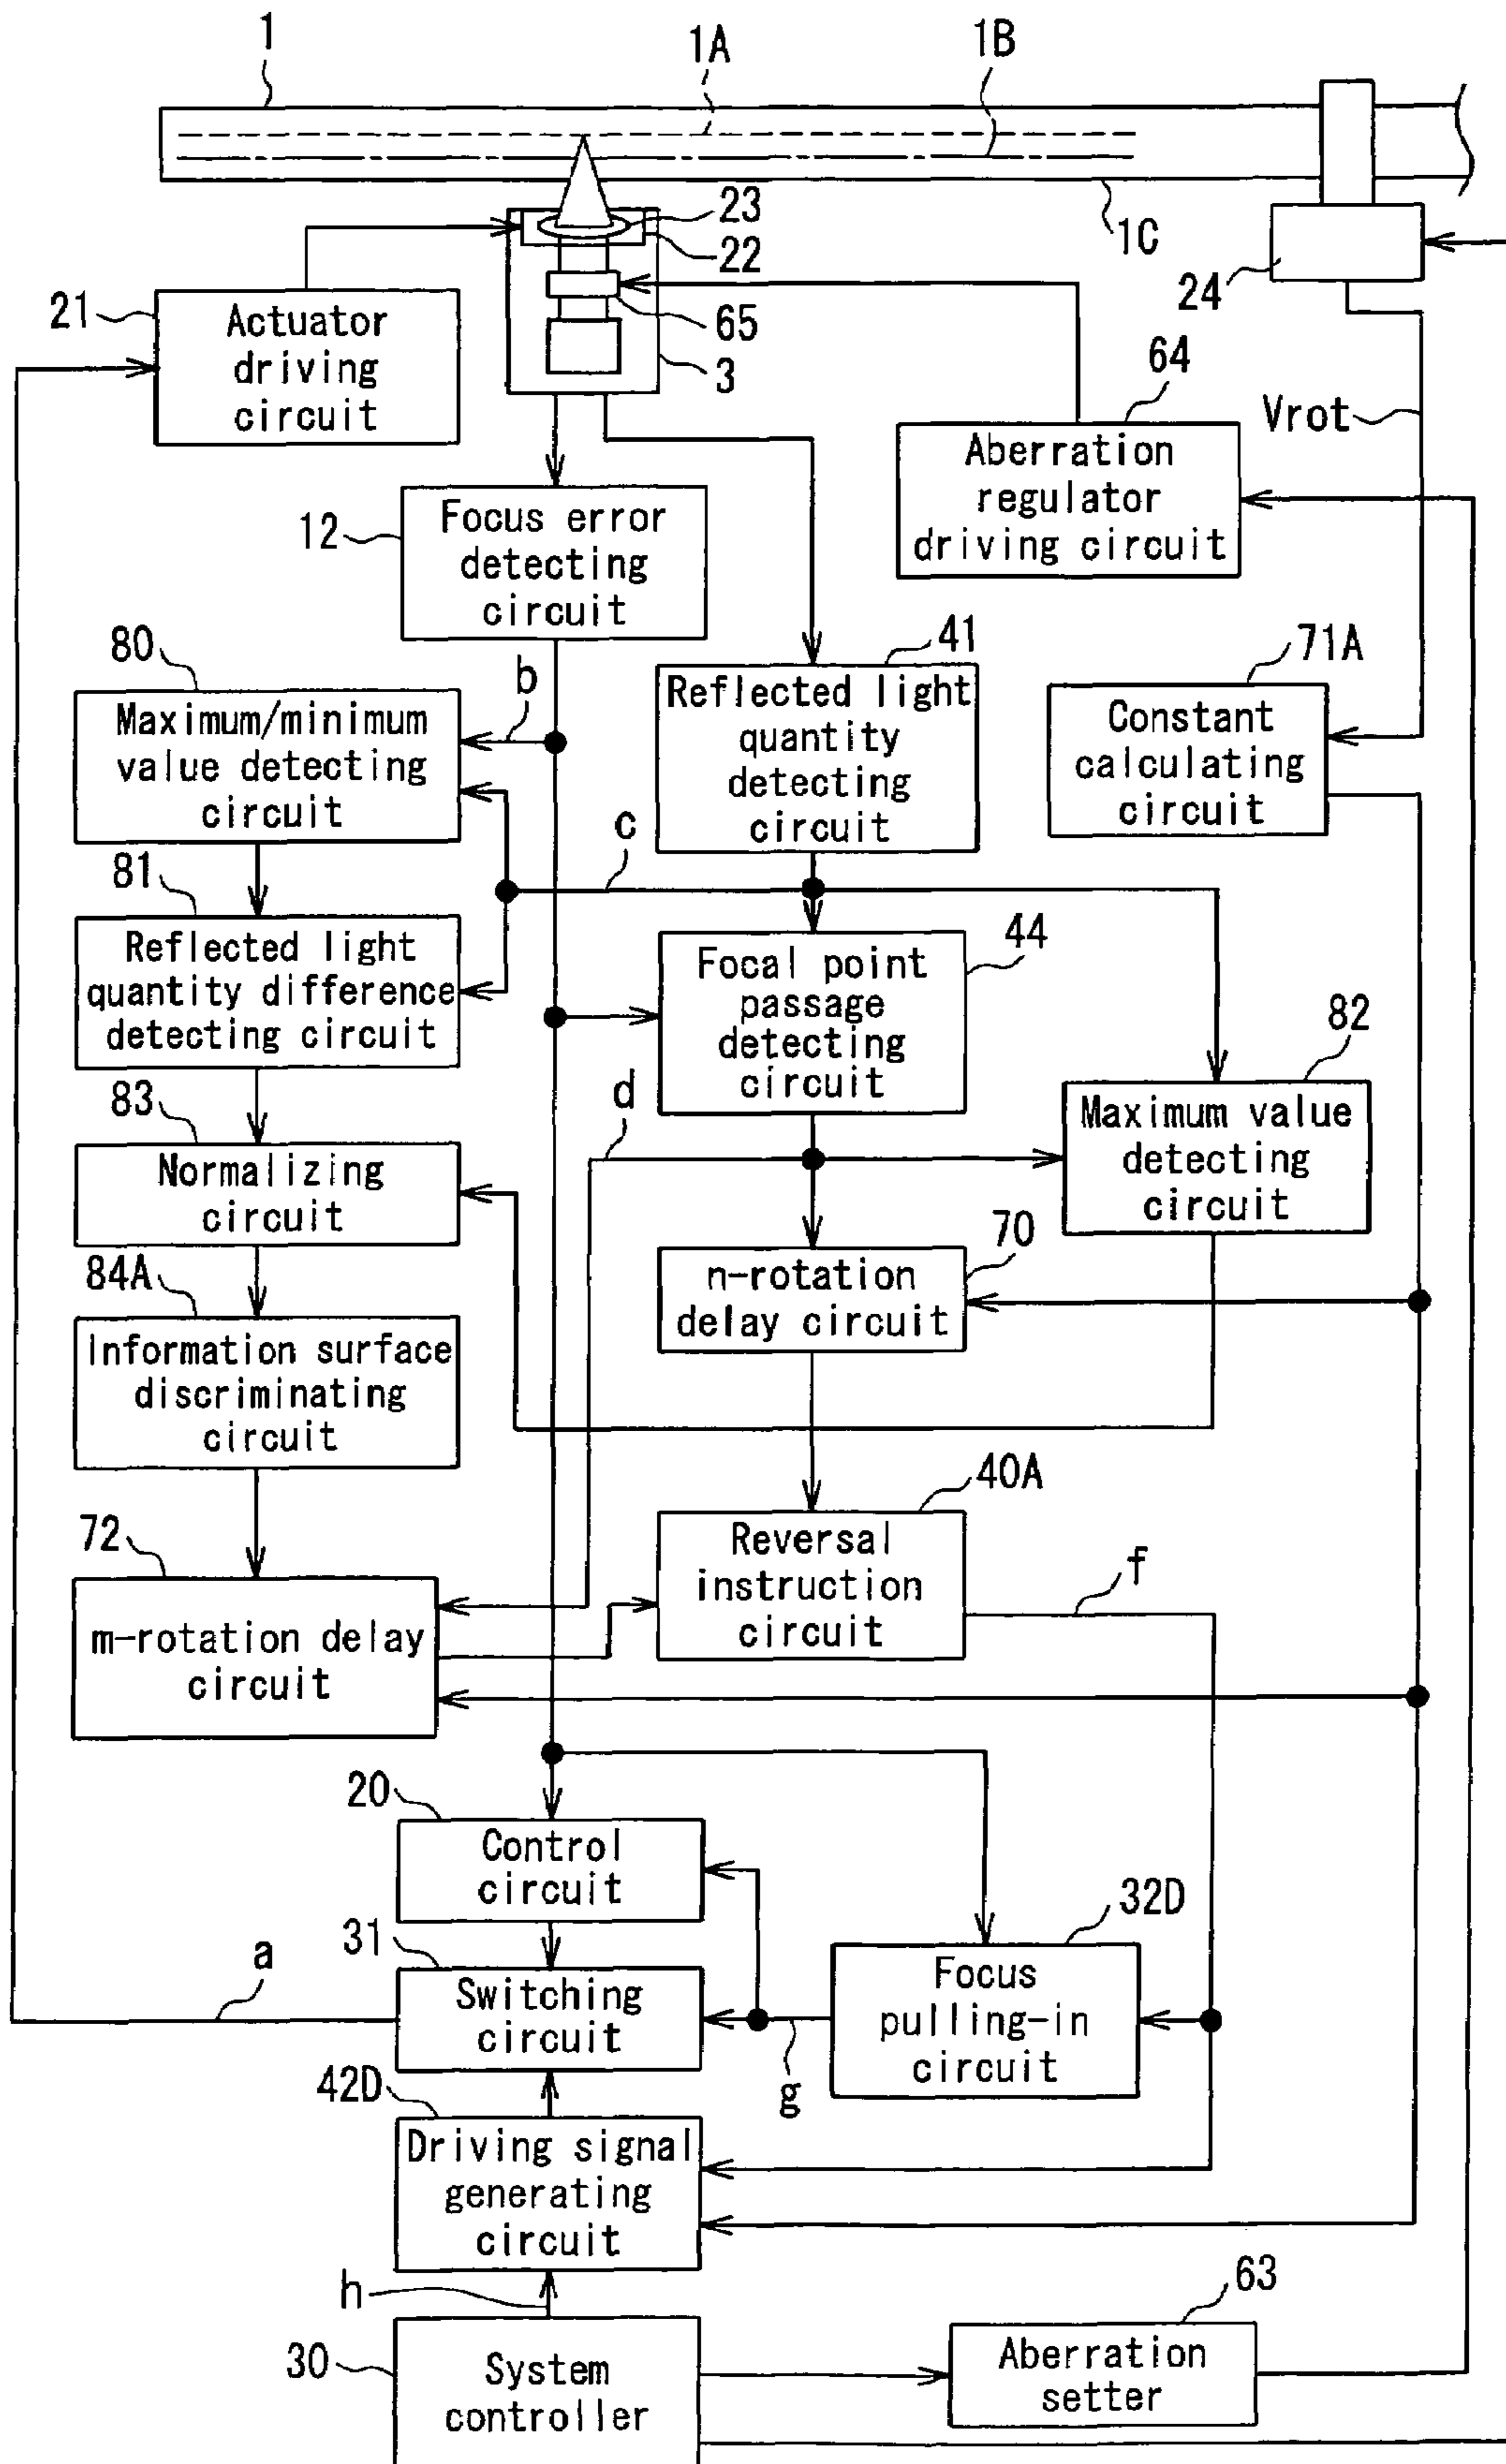 1
1A
1B
23
22
1C
24
21
Actuator
driving
circuit
65
3
64
Vrot
Aberration
regulator
driving circuit
12
Focus error
detecting
circuit
80
b
41
71A
Maximum/minimum
value detecting
circuit
Reflected light
quantity
detecting
circuit
Constant
calculating
circuit
c
81
Reflected light
quantity difference
detecting circuit
44
Focal point
passage
detecting
circuit
82
83
d
Maximum value
detecting
circuit
Normalizing
circuit
70
n-rotation
delay circuit
84A
Information surface
discriminating
circuit
40A
72
Reversal
instruction
circuit
f
m-rotation delay
circuit
20
Control
circuit
32D
31
a
Switching
circuit
Focus
pulling-in
circuit
g
42D
Driving signal
generating
circuit
h
63
30
System
controller
Aberration
setter